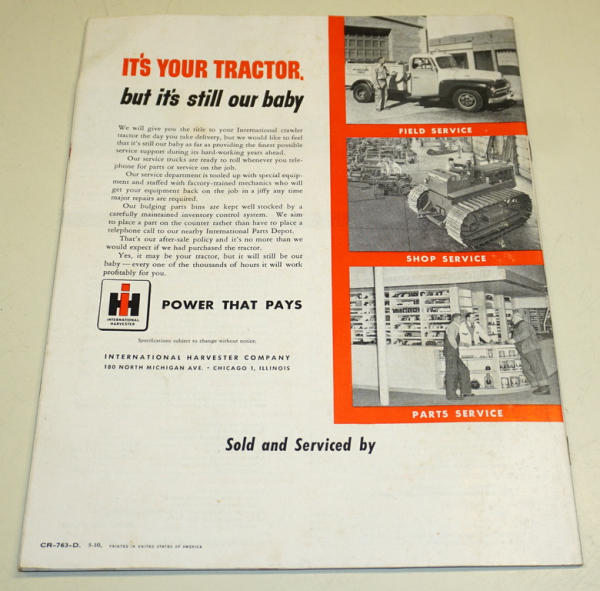 IT'S YOUR TRACTOR.
but it's still our baby
We will give you the title to your International crawler
tractor the day you take delivery, but we would like to feel
that it's still our baby as far as providing the finest possible
service support during its hard-working years ahead.
Our service trucks are ready to roll whenever you tele-
phone for parts or service on the job.
Our service department is tooled up with special equip-
ment and staffed with factory-trained mechanics who will
get your equipment back on the job in a jiffy any time
major repairs are required.
Our bulging parts bins are kept well stocked by a
carefully maintained inventory control system. We aim
to place a part on the counter rather than have to place a
telephone call to our nearby International Parts Depot.
That's our after-sale policy and it's no more than we
would expect if we had purchased the tractor.
Yes, it may be your tractor, but it will still be our
baby—every one of the thousands of hours it will work
profitably for you.
IH
INTERNATIONAL
HARVESTER
POWER THAT PAYS
Specifications subject to change without notice.
INTERNATIONAL HARVESTER COMPANY
180 NORTH MICHIGAN AVE. • CHICAGO 1, ILLINOIS
FIELD SERVICE
SHOP SERVICE
PARTS SERVICE
Sold and Serviced by
CR-763-D. 5-10. PRINTED IN UNITED STATES OF AMERICA